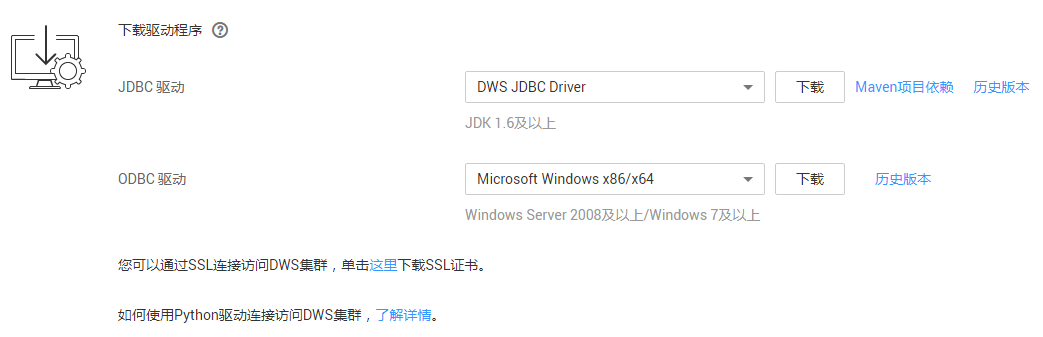 下载驱动程序 ?
JDBC 驱动 DWS JDBC Driver 下载 Maven项目依赖 历史版本
JDK 1.6及以上
ODBC 驱动 Microsoft Windows x86/x64 下载 历史版本
Windows Server 2008及以上/Windows 7及以上
您可以通过SSL连接访问DWS集群，单击这里下载SSL证书。
如何使用Python驱动连接访问DWS集群，了解详情。